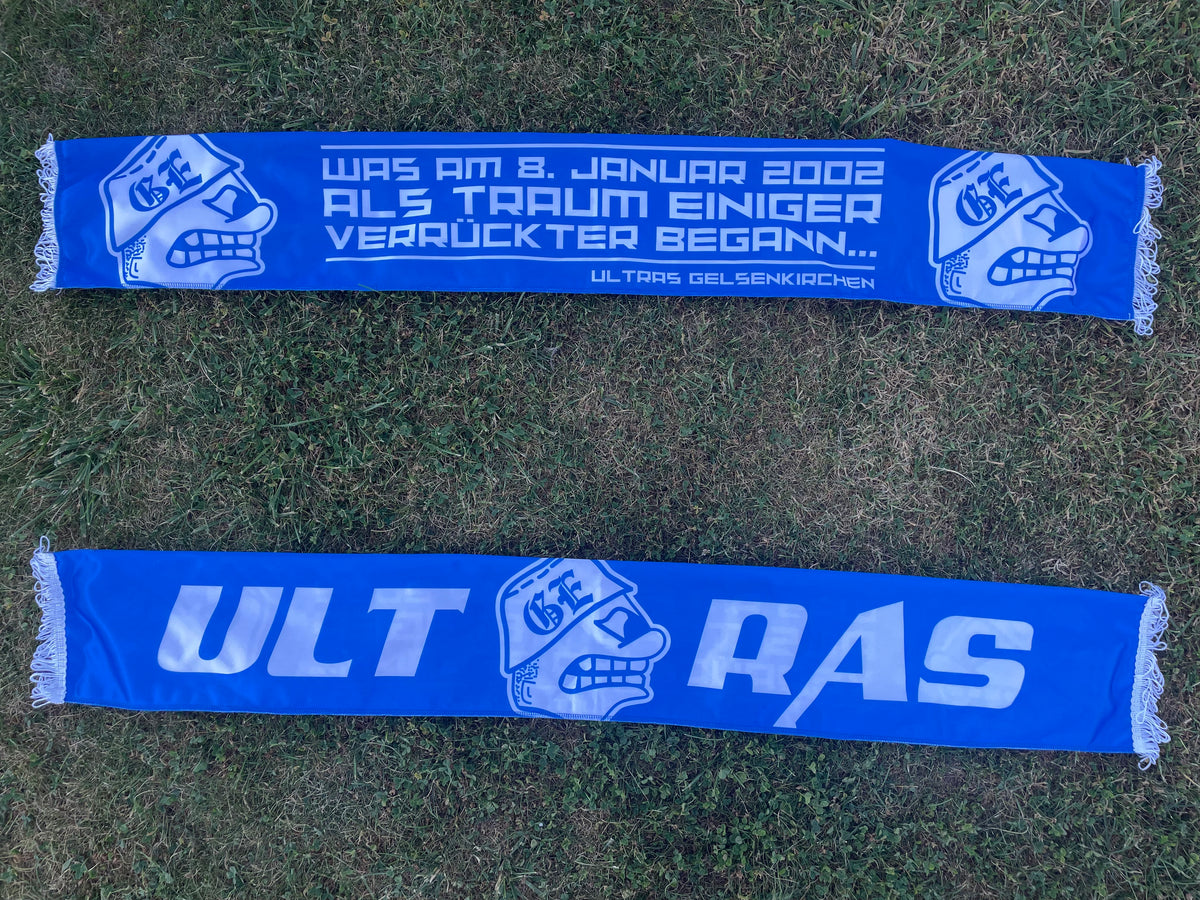 GE
WAS AM 8. JANUAR 2002
ALS TRAUM EINIGER
VERRÜCKTER BEGANN...
ULTRAS GELSENKIRCHEN
GE
ULT GE RAS